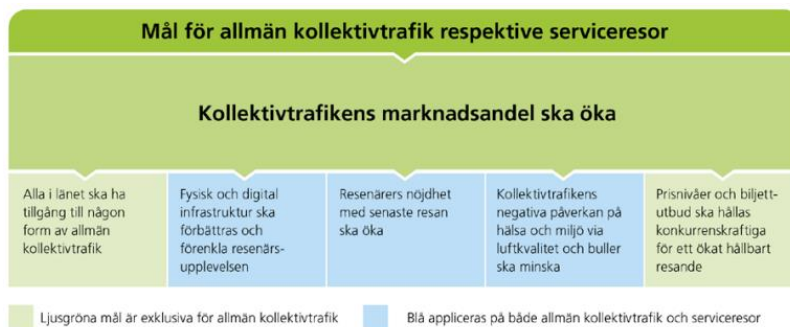 Mål för allmän kollektivtrafik respektive serviceresor
Kollektivtrafikens marknadsandel ska öka
Alla i länet ska ha
tillgång till någon
form av allmän
kollektivtrafik
Fysisk och digital
infrastruktur ska
förbättras och
förenkla resenärs-
upplevelsen
Resenärers nöjdhet
med senaste resan
ska öka
Kollektivtrafikens
negativa påverkan på
hälsa och miljö via
luftkvalitet och buller
ska minska
Prisnivåer och biljett-
utbud ska hållas
konkurrenskraftiga
för ett ökat hållbart
resande
Ljusgröna mål är exklusiva för allmän kollektivtrafik
Blå appliceras på både allmän kollektivtrafik och serviceresor